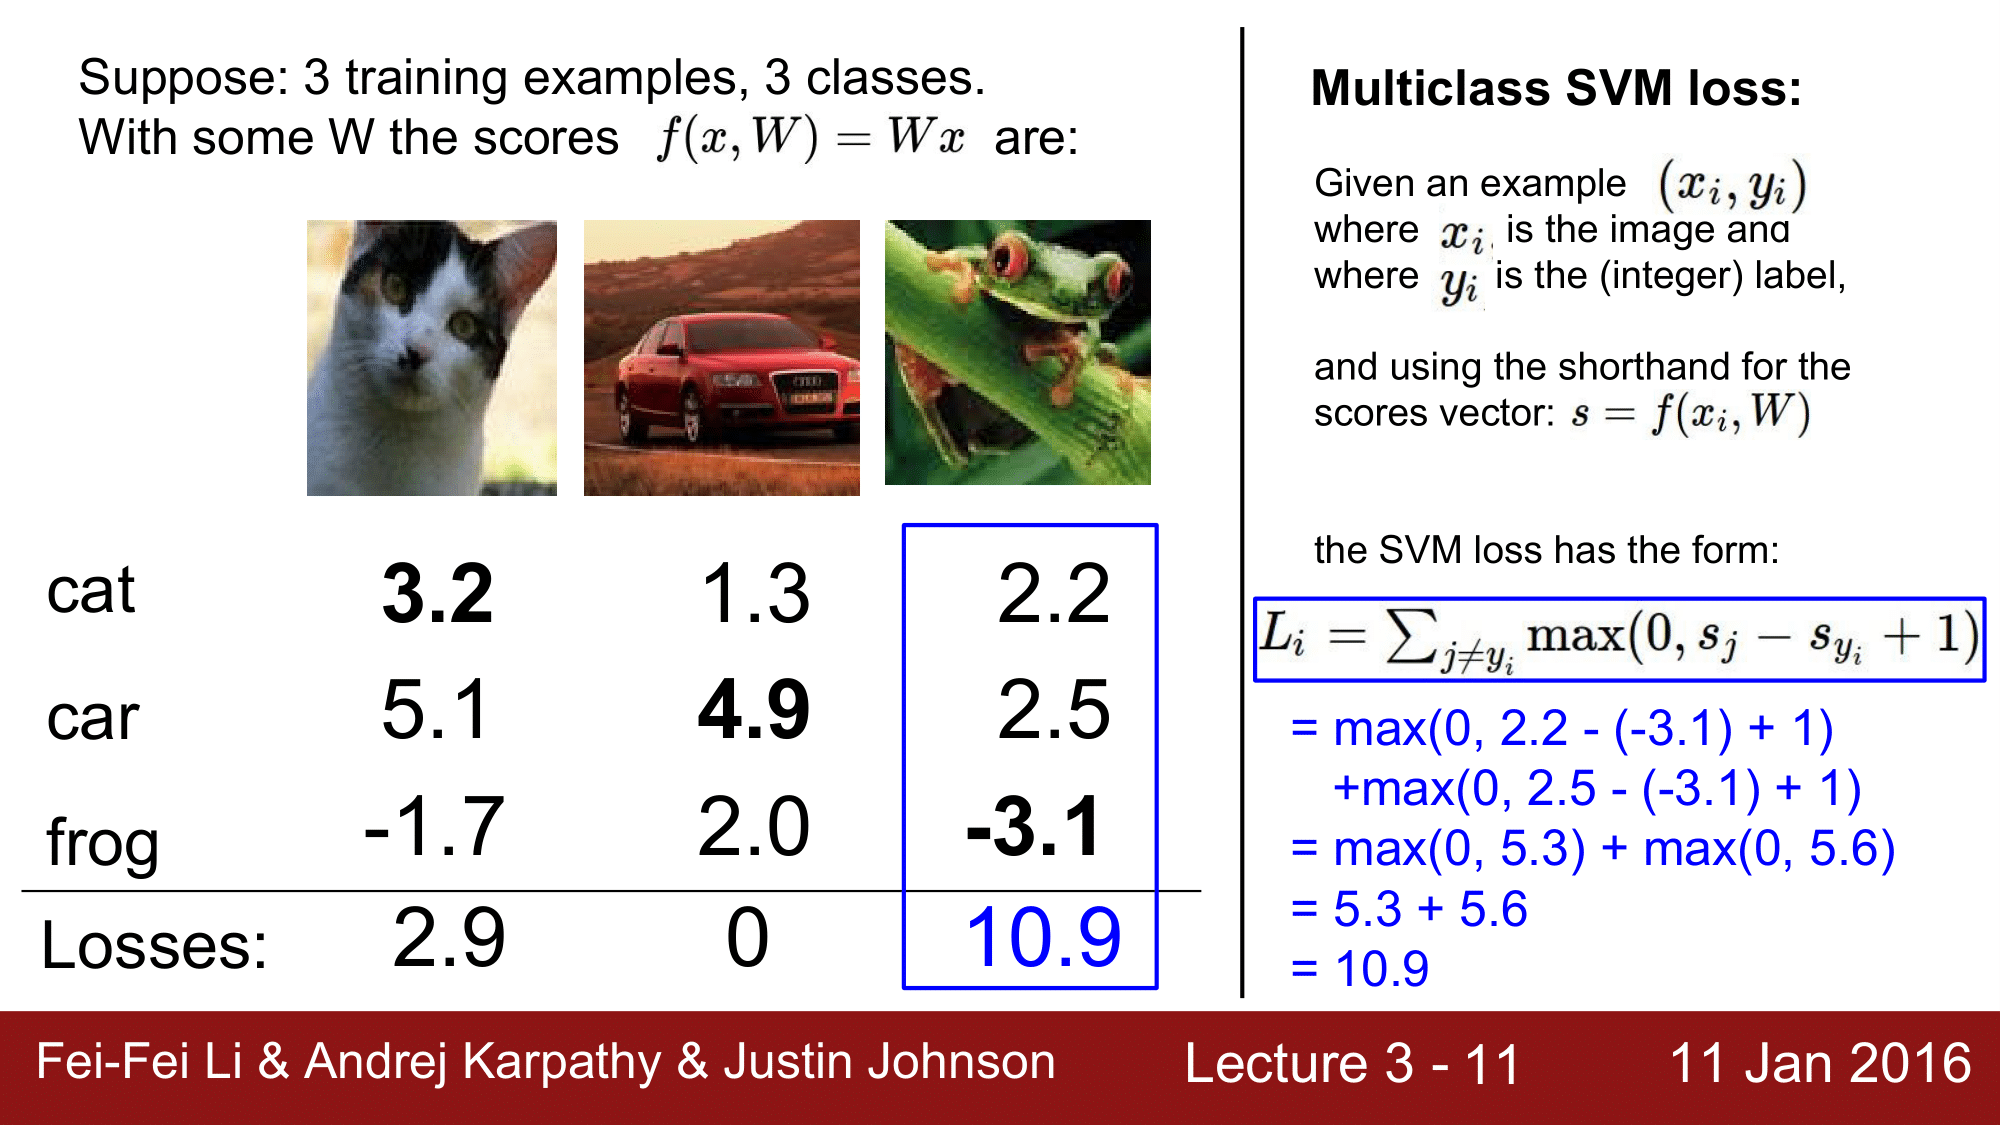 Suppose: 3 training examples, 3 classes.
With some W the scores f(x, W) = Wx are:
cat 3.2 1.3 2.2
car 5.1 4.9 2.5
frog -1.7 2.0 -3.1
Losses: 2.9 0 10.9
Multiclass SVM loss:
Given an example (x_i, y_i)
where x_i is the image and
where y_i is the (integer) label,
and using the shorthand for the
scores vector: s = f(x_i, W)
the SVM loss has the form:
L_i = ∑_{j≠y_i} max(0, s_j − s_{y_i} + 1)
= max(0, 2.2 - (-3.1) + 1)
+max(0, 2.5 - (-3.1) + 1)
= max(0, 5.3) + max(0, 5.6)
= 5.3 + 5.6
= 10.9
Fei-Fei Li & Andrej Karpathy & Justin Johnson Lecture 3 - 11 11 Jan 2016